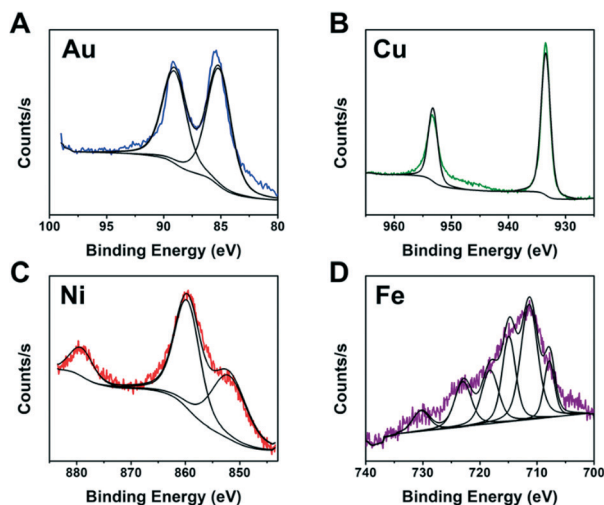 A
Au
Counts/s
100 95 90 85 80
Binding Energy (eV)
B
Cu
Counts/s
960 950 940 930
Binding Energy (eV)
C
Ni
Counts/s
880 870 860 850
Binding Energy (eV)
D
Fe
Counts/s
740 730 720 710 700
Binding Energy (eV)